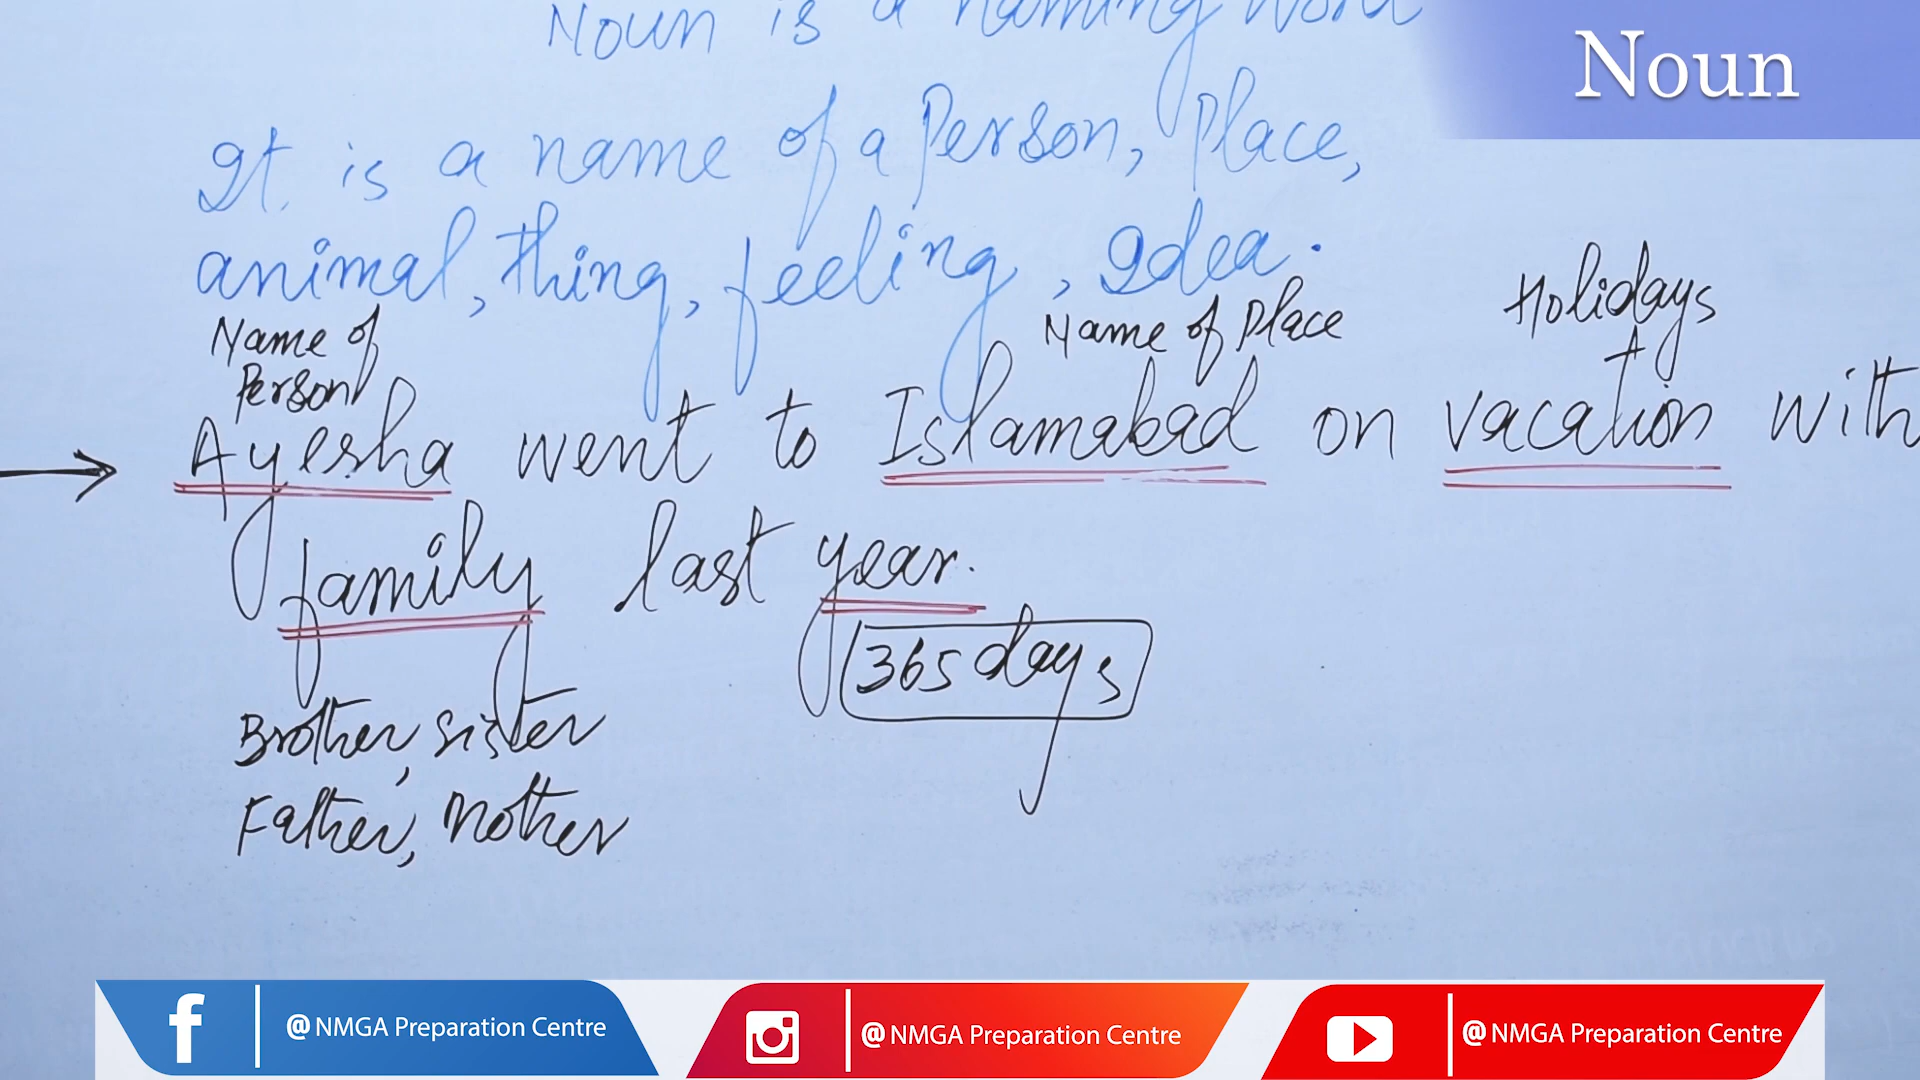 Noun is a naming word
Noun
It is a name of a Person, Place,
animal, thing, feeling, Idea.
Name of
Person
Name of Place
Holidays
Ayesha went to Islamabad on vacation with
family last year.
365 days
Brother, sister
Father, Mother
@NMGA Preparation Centre
@NMGA Preparation Centre
@NMGA Preparation Centre